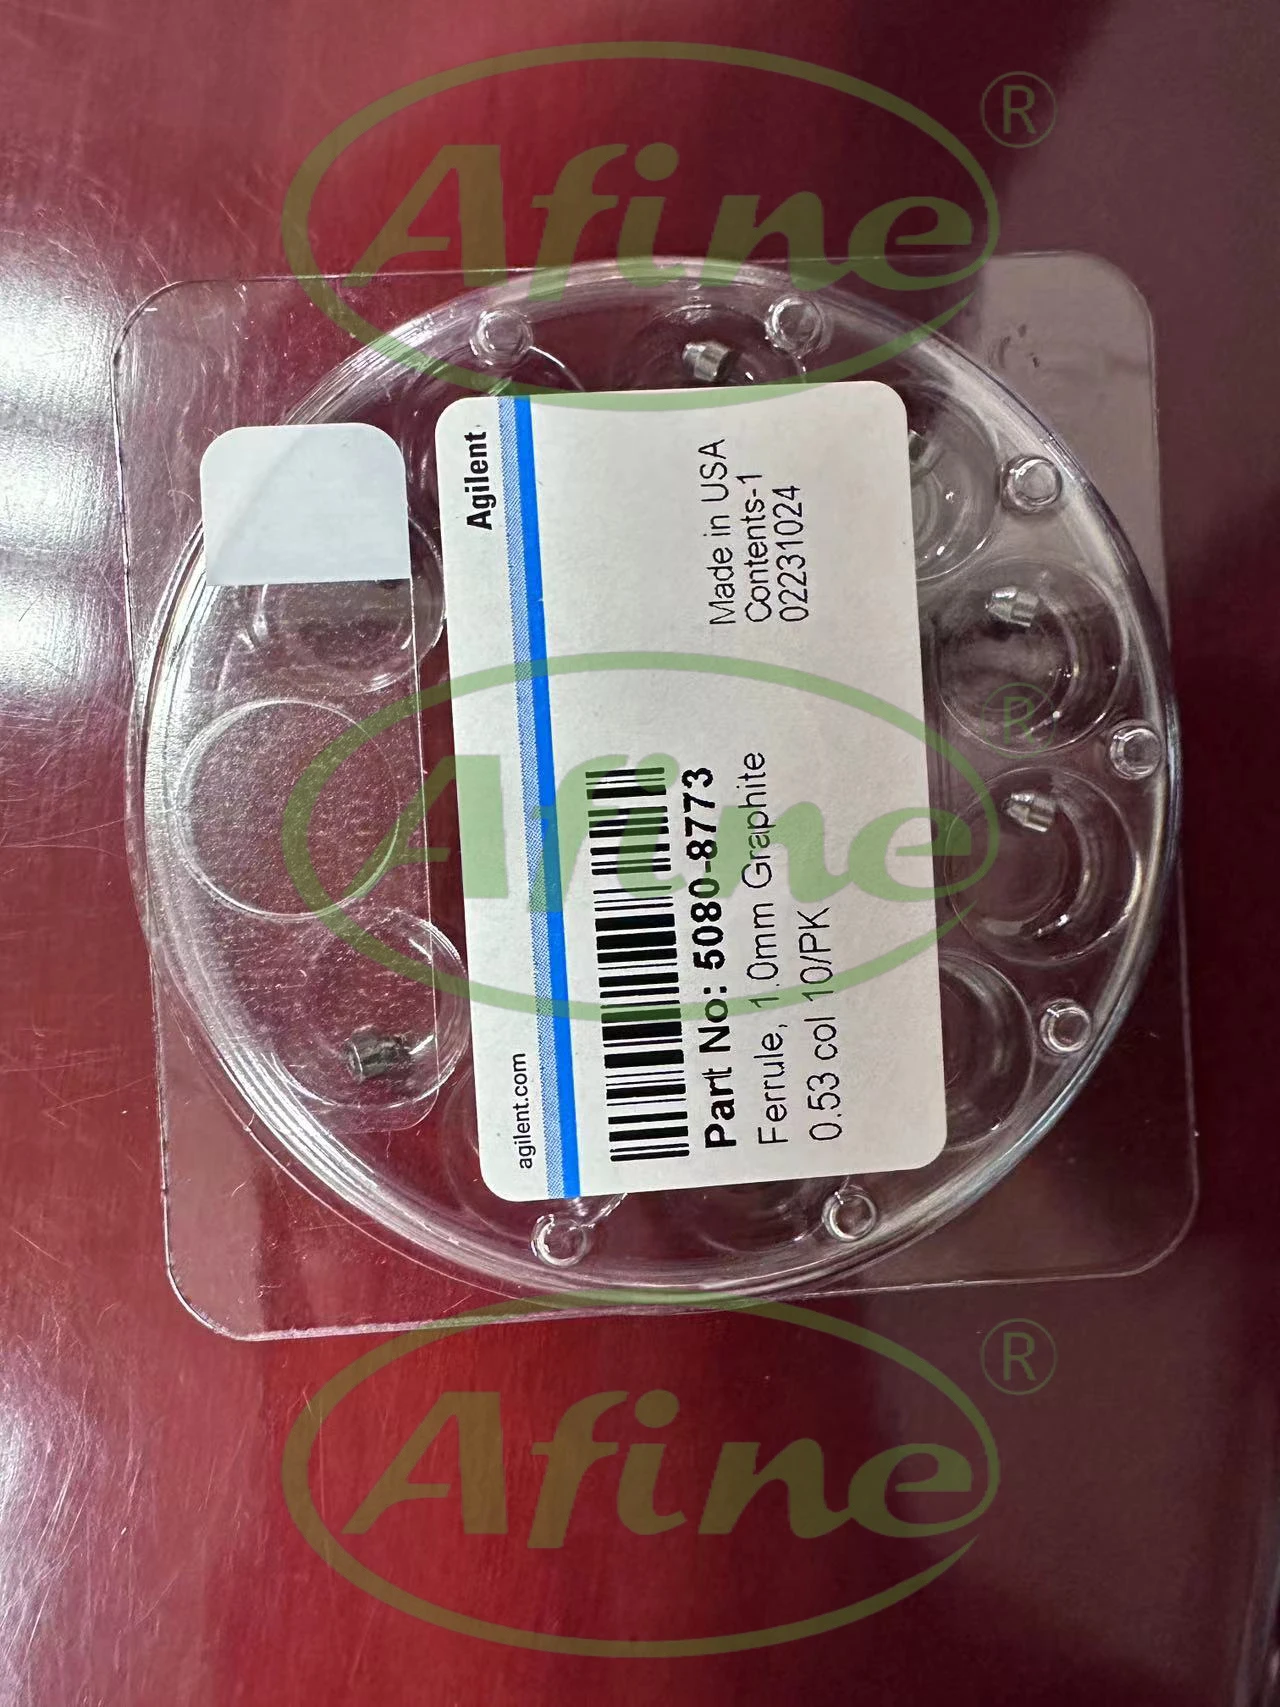 Afine ®
Agilent
agilent.com
Made in USA
Contents-1
02231024
Part No: 5080-8773
Ferrule, 1.0mm Graphite
0.53 col 10/PK
Afine ®
Afine ®